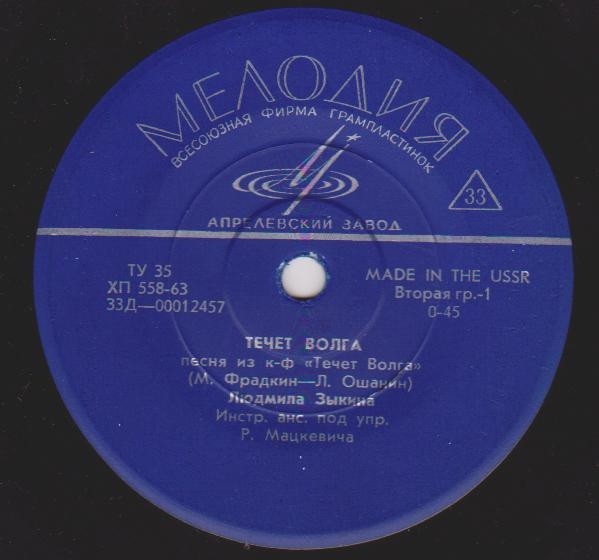 МЕЛОДИЯ
ВСЕСОЮЗНАЯ ФИРМА ГРАМПЛАСТИНОК
33
АПРЕЛЕВСКИЙ ЗАВОД
ТУ 35
ХП 558-63
33Д—00012457
MADE IN THE USSR
Вторая гр.-1
0-45
ТЕЧЕТ ВОЛГА
песня из к-ф «Течет Волга»
(М. Фрадкин—Л. Ошанин)
Людмила Зыкина
Инстр. анс. под упр.
Р. Мацкевича